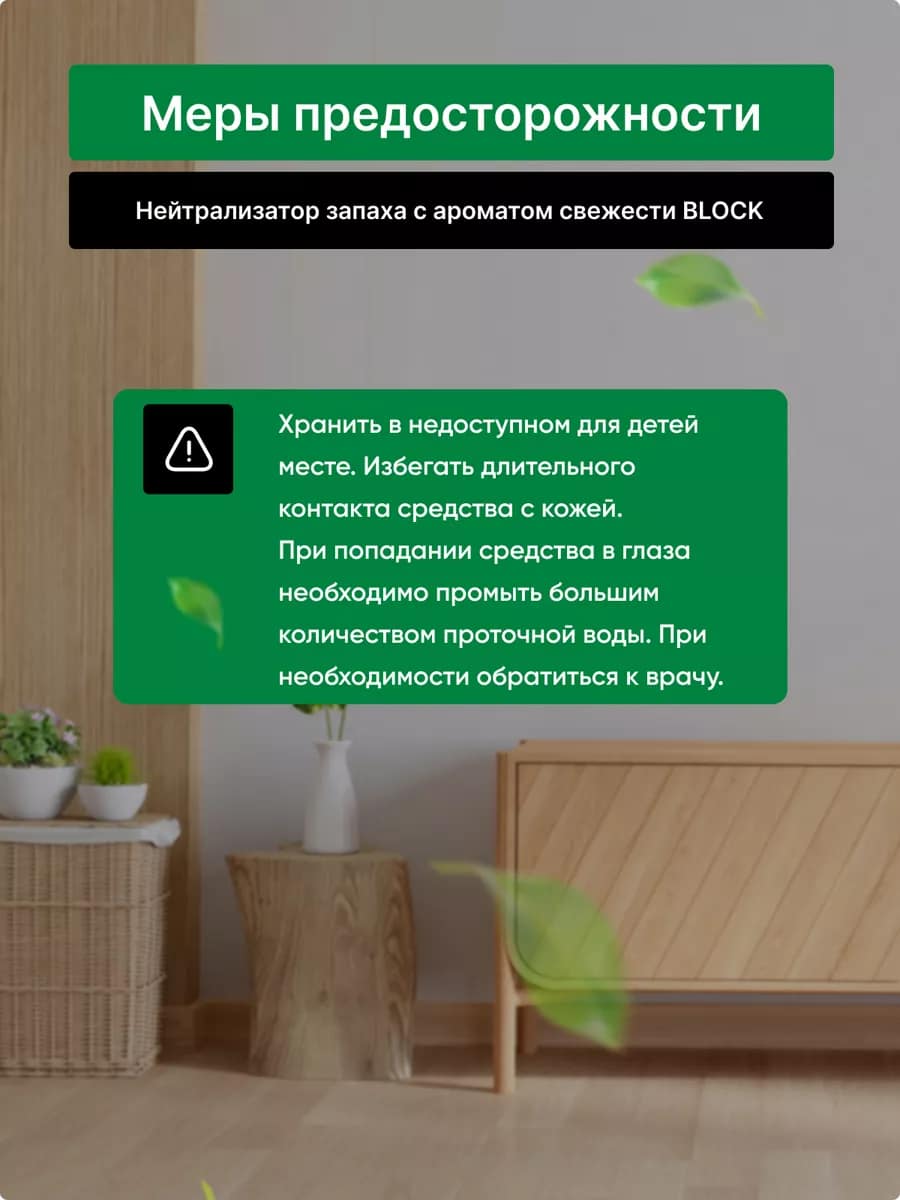 Меры предосторожности
Нейтрализатор запаха с ароматом свежести BLOCK
Хранить в недоступном для детей
месте. Избегать длительного
контакта средства с кожей.
При попадании средства в глаза
необходимо промыть большим
количеством проточной воды. При
необходимости обратиться к врачу.